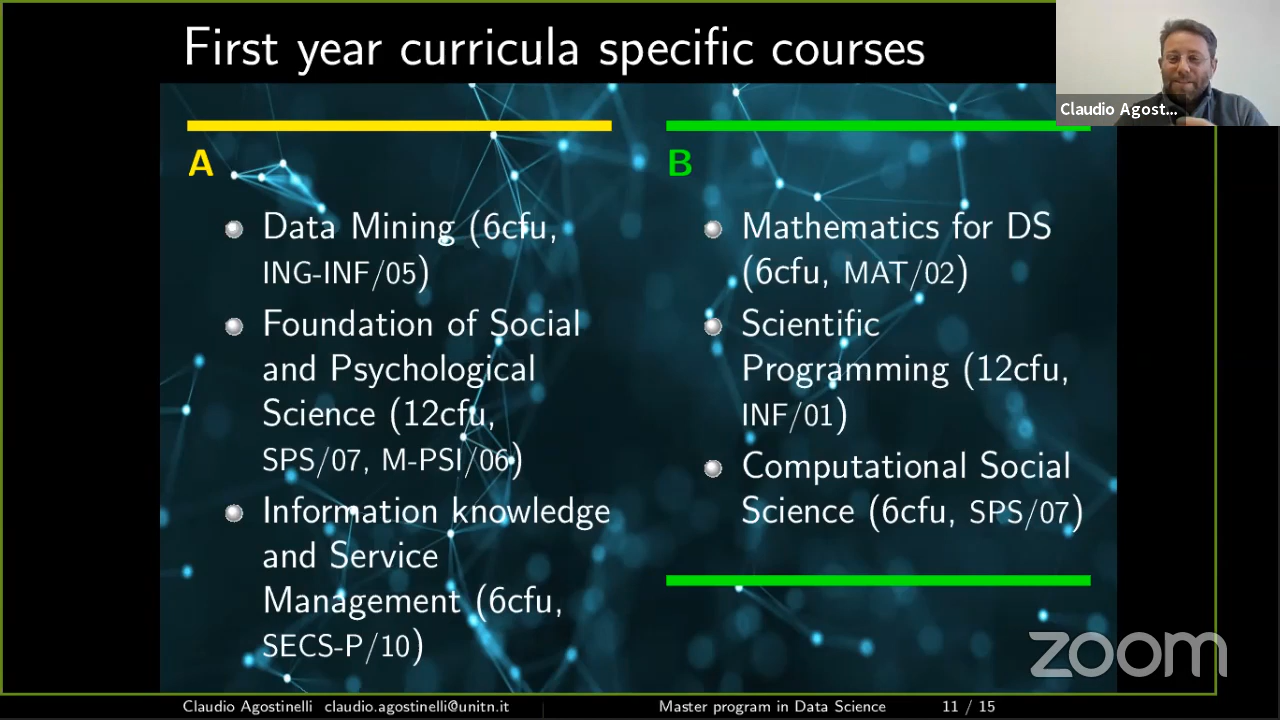 First year curricula specific courses
Claudio Agost...
A
Data Mining (6cfu,
ING-INF/05)
Foundation of Social
and Psychological
Science (12cfu,
SPS/07, M-PSI/06)
Information knowledge
and Service
Management (6cfu,
SECS-P/10)
B
Mathematics for DS
(6cfu, MAT/02)
Scientific
Programming (12cfu,
INF/01)
Computational Social
Science (6cfu, SPS/07)
zoom
Claudio Agostinelli claudio.agostinelli@unitn.it Master program in Data Science 11 / 15